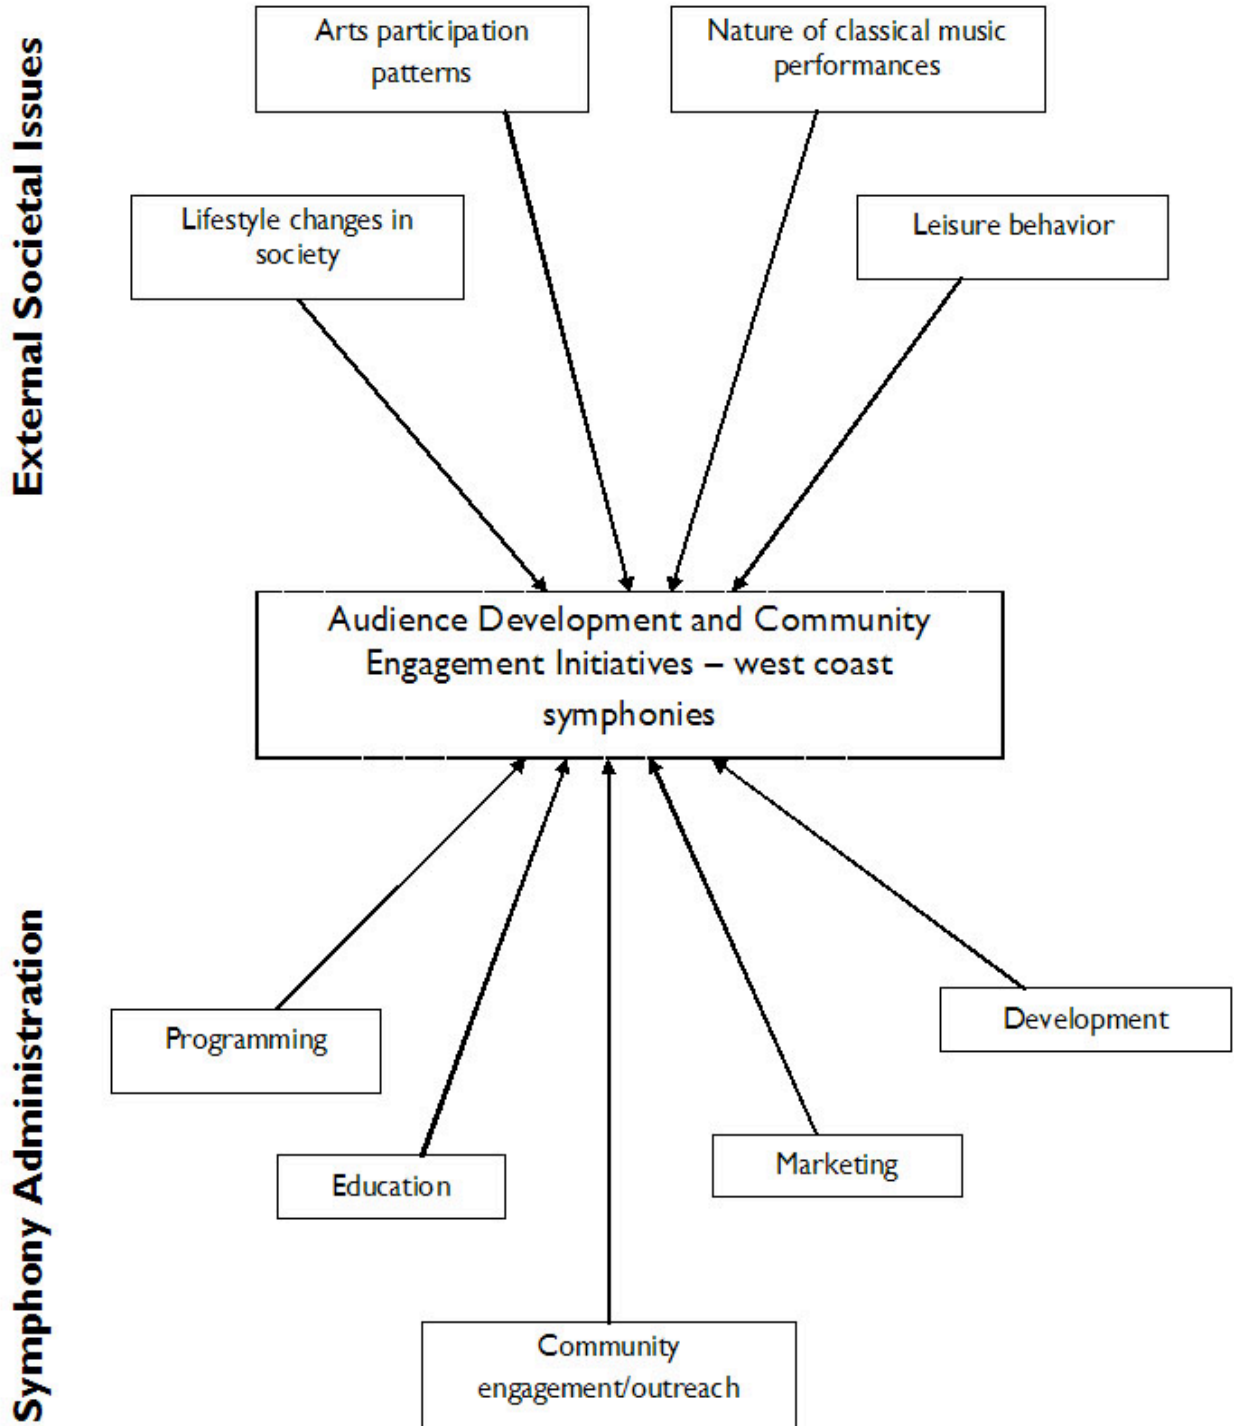 External Societal Issues
Arts participation
patterns
Nature of classical music
performances
Lifestyle changes in
society
Leisure behavior
Audience Development and Community
Engagement Initiatives – west coast
symphonies
Symphony Administration
Programming
Development
Education
Marketing
Community
engagement/outreach